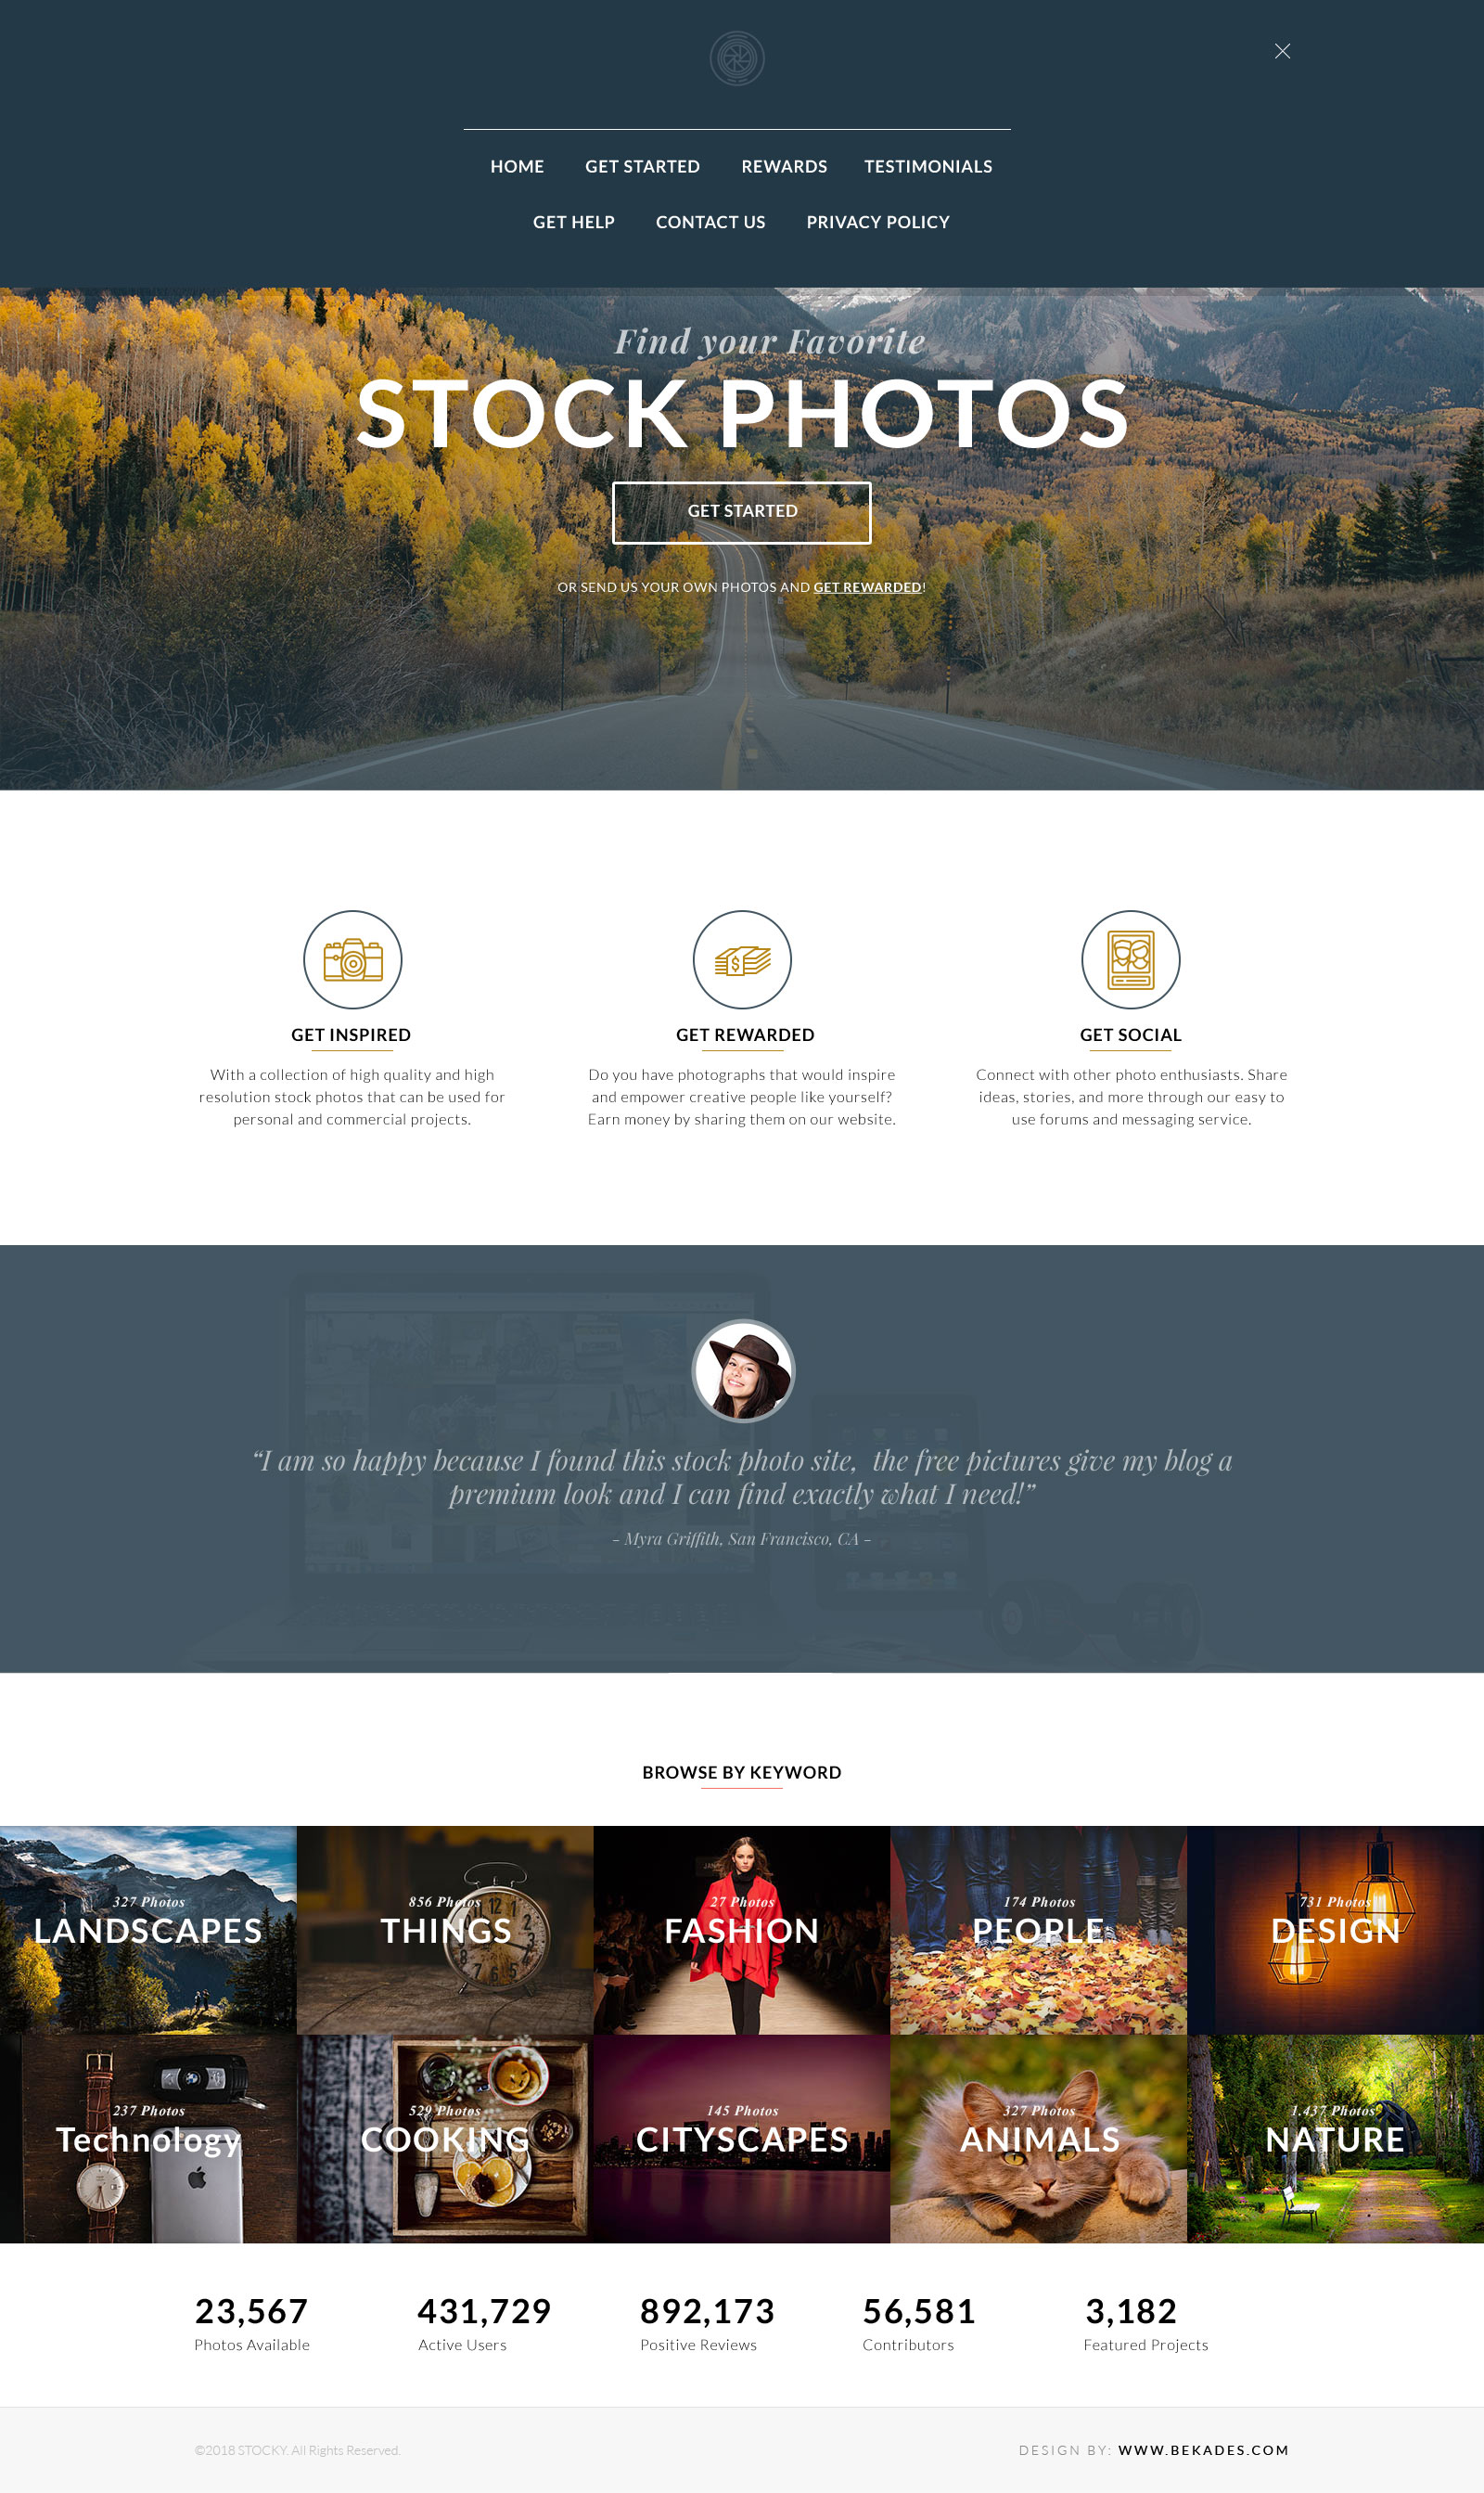 HOME GET STARTED REWARDS TESTIMONIALS
GET HELP CONTACT US PRIVACY POLICY
Find your Favorite
STOCK PHOTOS
GET STARTED
OR SEND US YOUR OWN PHOTOS AND GET REWARDED!
GET INSPIRED
With a collection of high quality and high
resolution stock photos that can be used for
personal and commercial projects.
GET REWARDED
Do you have photographs that would inspire
and empower creative people like yourself?
Earn money by sharing them on our website.
GET SOCIAL
Connect with other photo enthusiasts. Share
ideas, stories, and more through our easy to
use forums and messaging service.
“I am so happy because I found this stock photo site, the free pictures give my blog a
premium look and I can find exactly what I need!”
- Myra Griffith, San Francisco, CA -
BROWSE BY KEYWORD
327 Photos
LANDSCAPES
856 Photos
THINGS
27 Photos
FASHION
174 Photos
PEOPLE
731 Photos
DESIGN
237 Photos
Technology
529 Photos
COOKING
145 Photos
CITYSCAPES
327 Photos
ANIMALS
1,437 Photos
NATURE
23,567
Photos Available
431,729
Active Users
892,173
Positive Reviews
56,581
Contributors
3,182
Featured Projects
©2018 STOCKY. All Rights Reserved.
DESIGN BY: WWW.BEKADES.COM